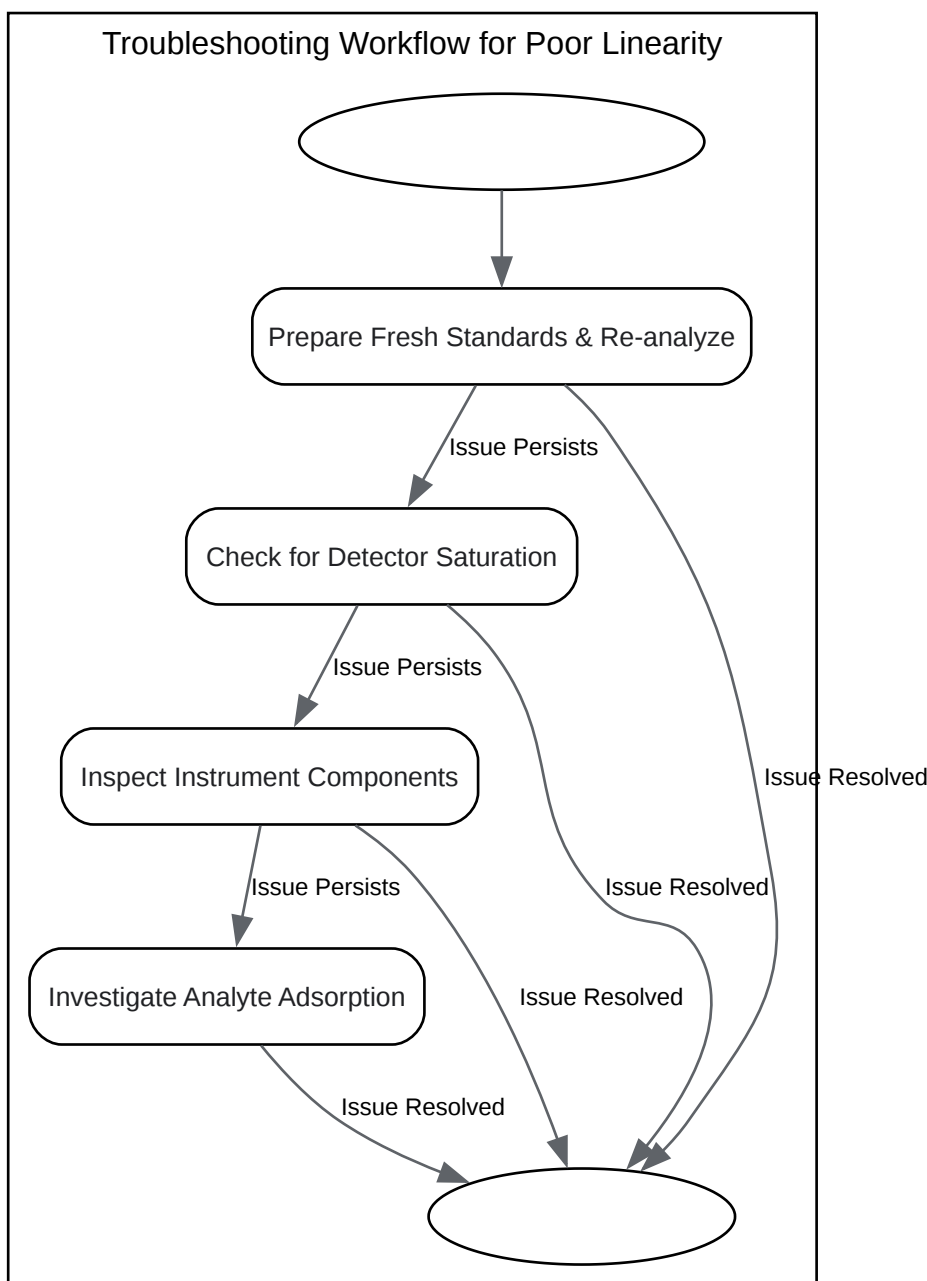 Troubleshooting Workflow for Poor Linearity
Prepare Fresh Standards & Re-analyze
Issue Persists
Check for Detector Saturation
Issue Persists
Inspect Instrument Components
Issue Resolved
Issue Persists
Issue Resolved
Investigate Analyte Adsorption
Issue Resolved
Issue Resolved